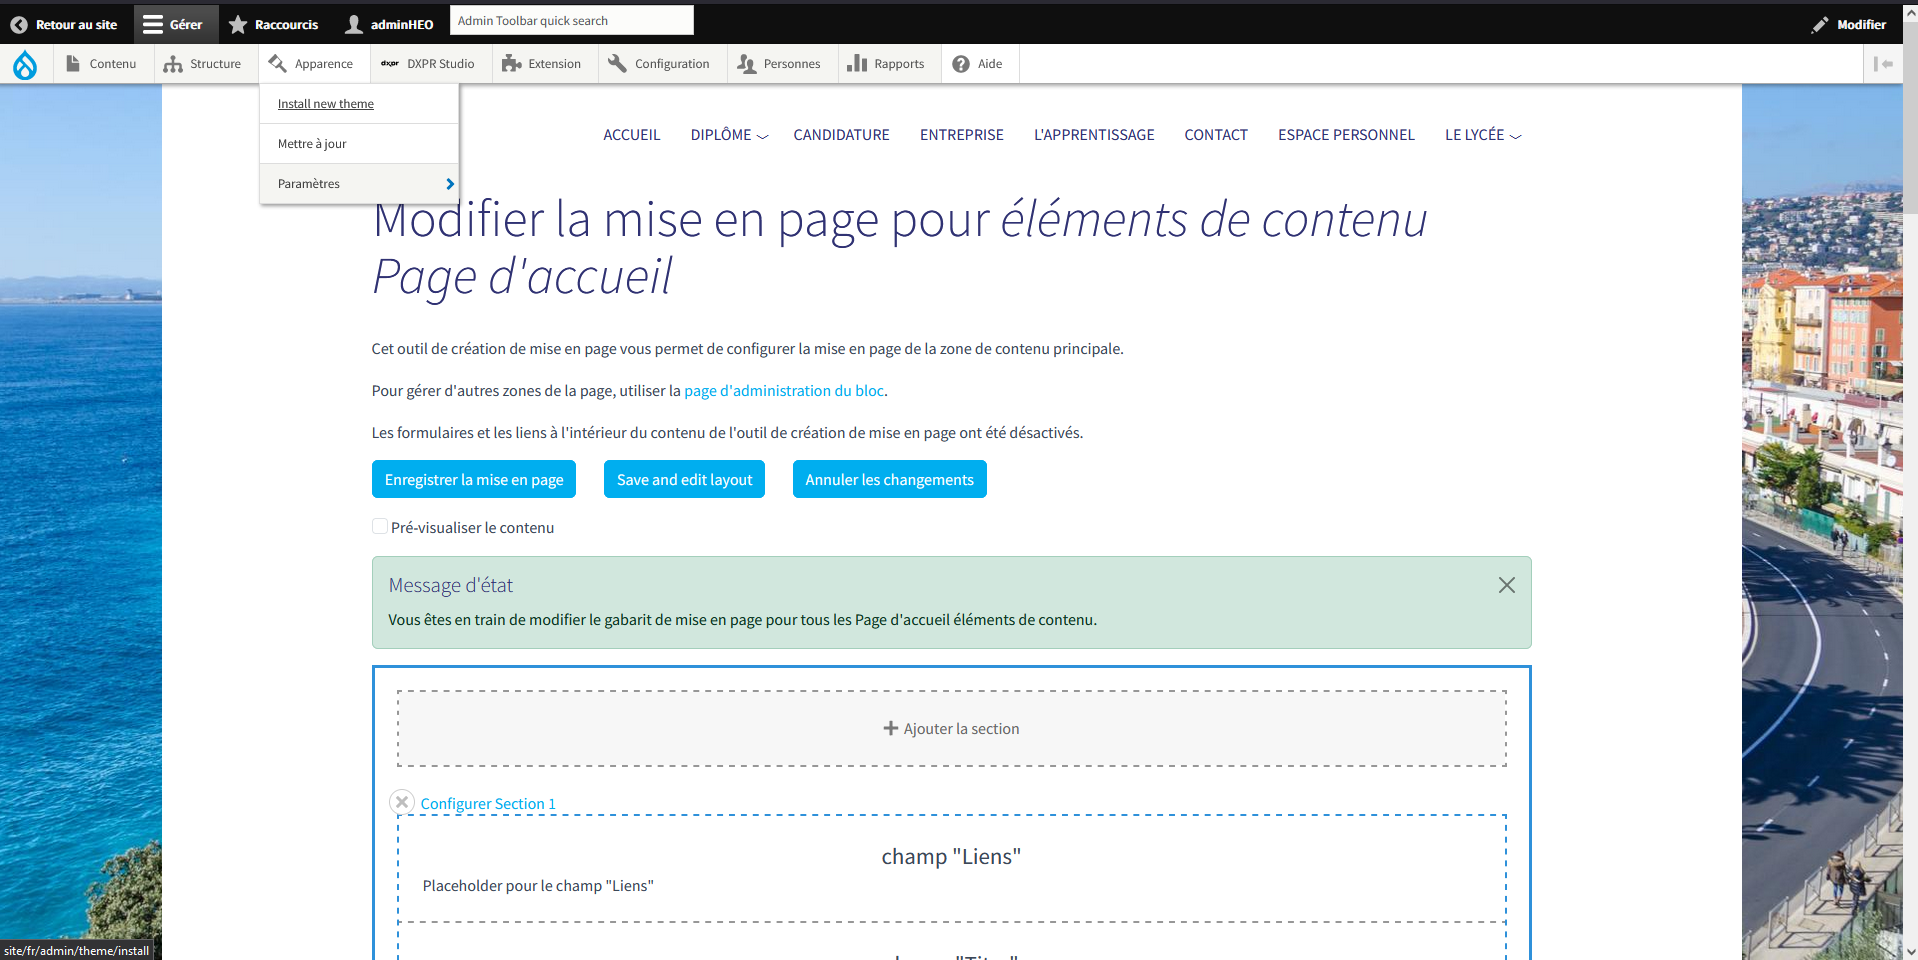 Retour au site Gérer Raccourcis adminHEO Admin Toolbar quick search Modifier
Contenu Structure Apparence dxpr DXPR Studio Extension Configuration Personnes Rapports Aide
Install new theme
Mettre à jour
Paramètres
ACCUEIL DIPLÔME CANDIDATURE ENTREPRISE L'APPRENTISSAGE CONTACT ESPACE PERSONNEL LE LYCÉE
Modifier la mise en page pour éléments de contenu
Page d'accueil
Cet outil de création de mise en page vous permet de configurer la mise en page de la zone de contenu principale.
Pour gérer d'autres zones de la page, utiliser la page d'administration du bloc.
Les formulaires et les liens à l'intérieur du contenu de l'outil de création de mise en page ont été désactivés.
Enregistrer la mise en page Save and edit layout Annuler les changements
Pré-visualiser le contenu
Message d'état
Vous êtes en train de modifier le gabarit de mise en page pour tous les Page d'accueil éléments de contenu.
Ajouter la section
Configurer Section 1
champ "Liens"
Placeholder pour le champ "Liens"
site/fr/admin/theme/install